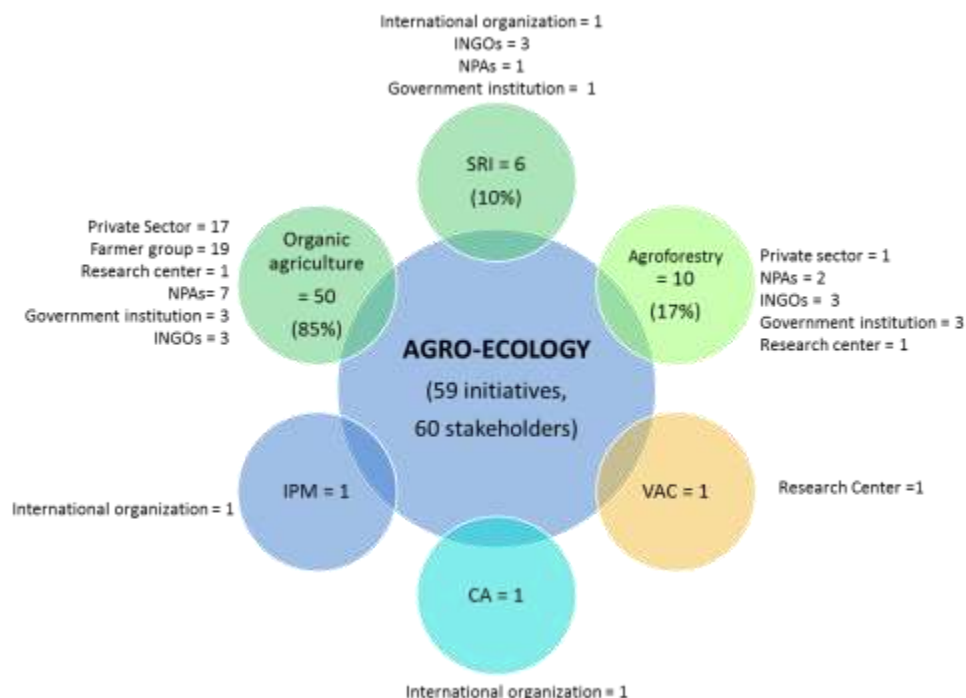 International organization = 1
INGOs = 3
NPAs = 1
Government institution =  1
SRI = 6
(10%)
Private Sector = 17
Farmer group = 19
Research center = 1
NPAs= 7
Government institution = 3
INGOs = 3
Organic
agriculture
= 50
(85%)
Agroforestry
= 10
(17%)
Private sector = 1
NPAs = 2
INGOs =  3
Government institution = 3
Research center = 1
AGRO-ECOLOGY
(59 initiatives,
60 stakeholders)
International organization = 1
IPM = 1
VAC = 1
Research Center =1
CA = 1
International organization = 1